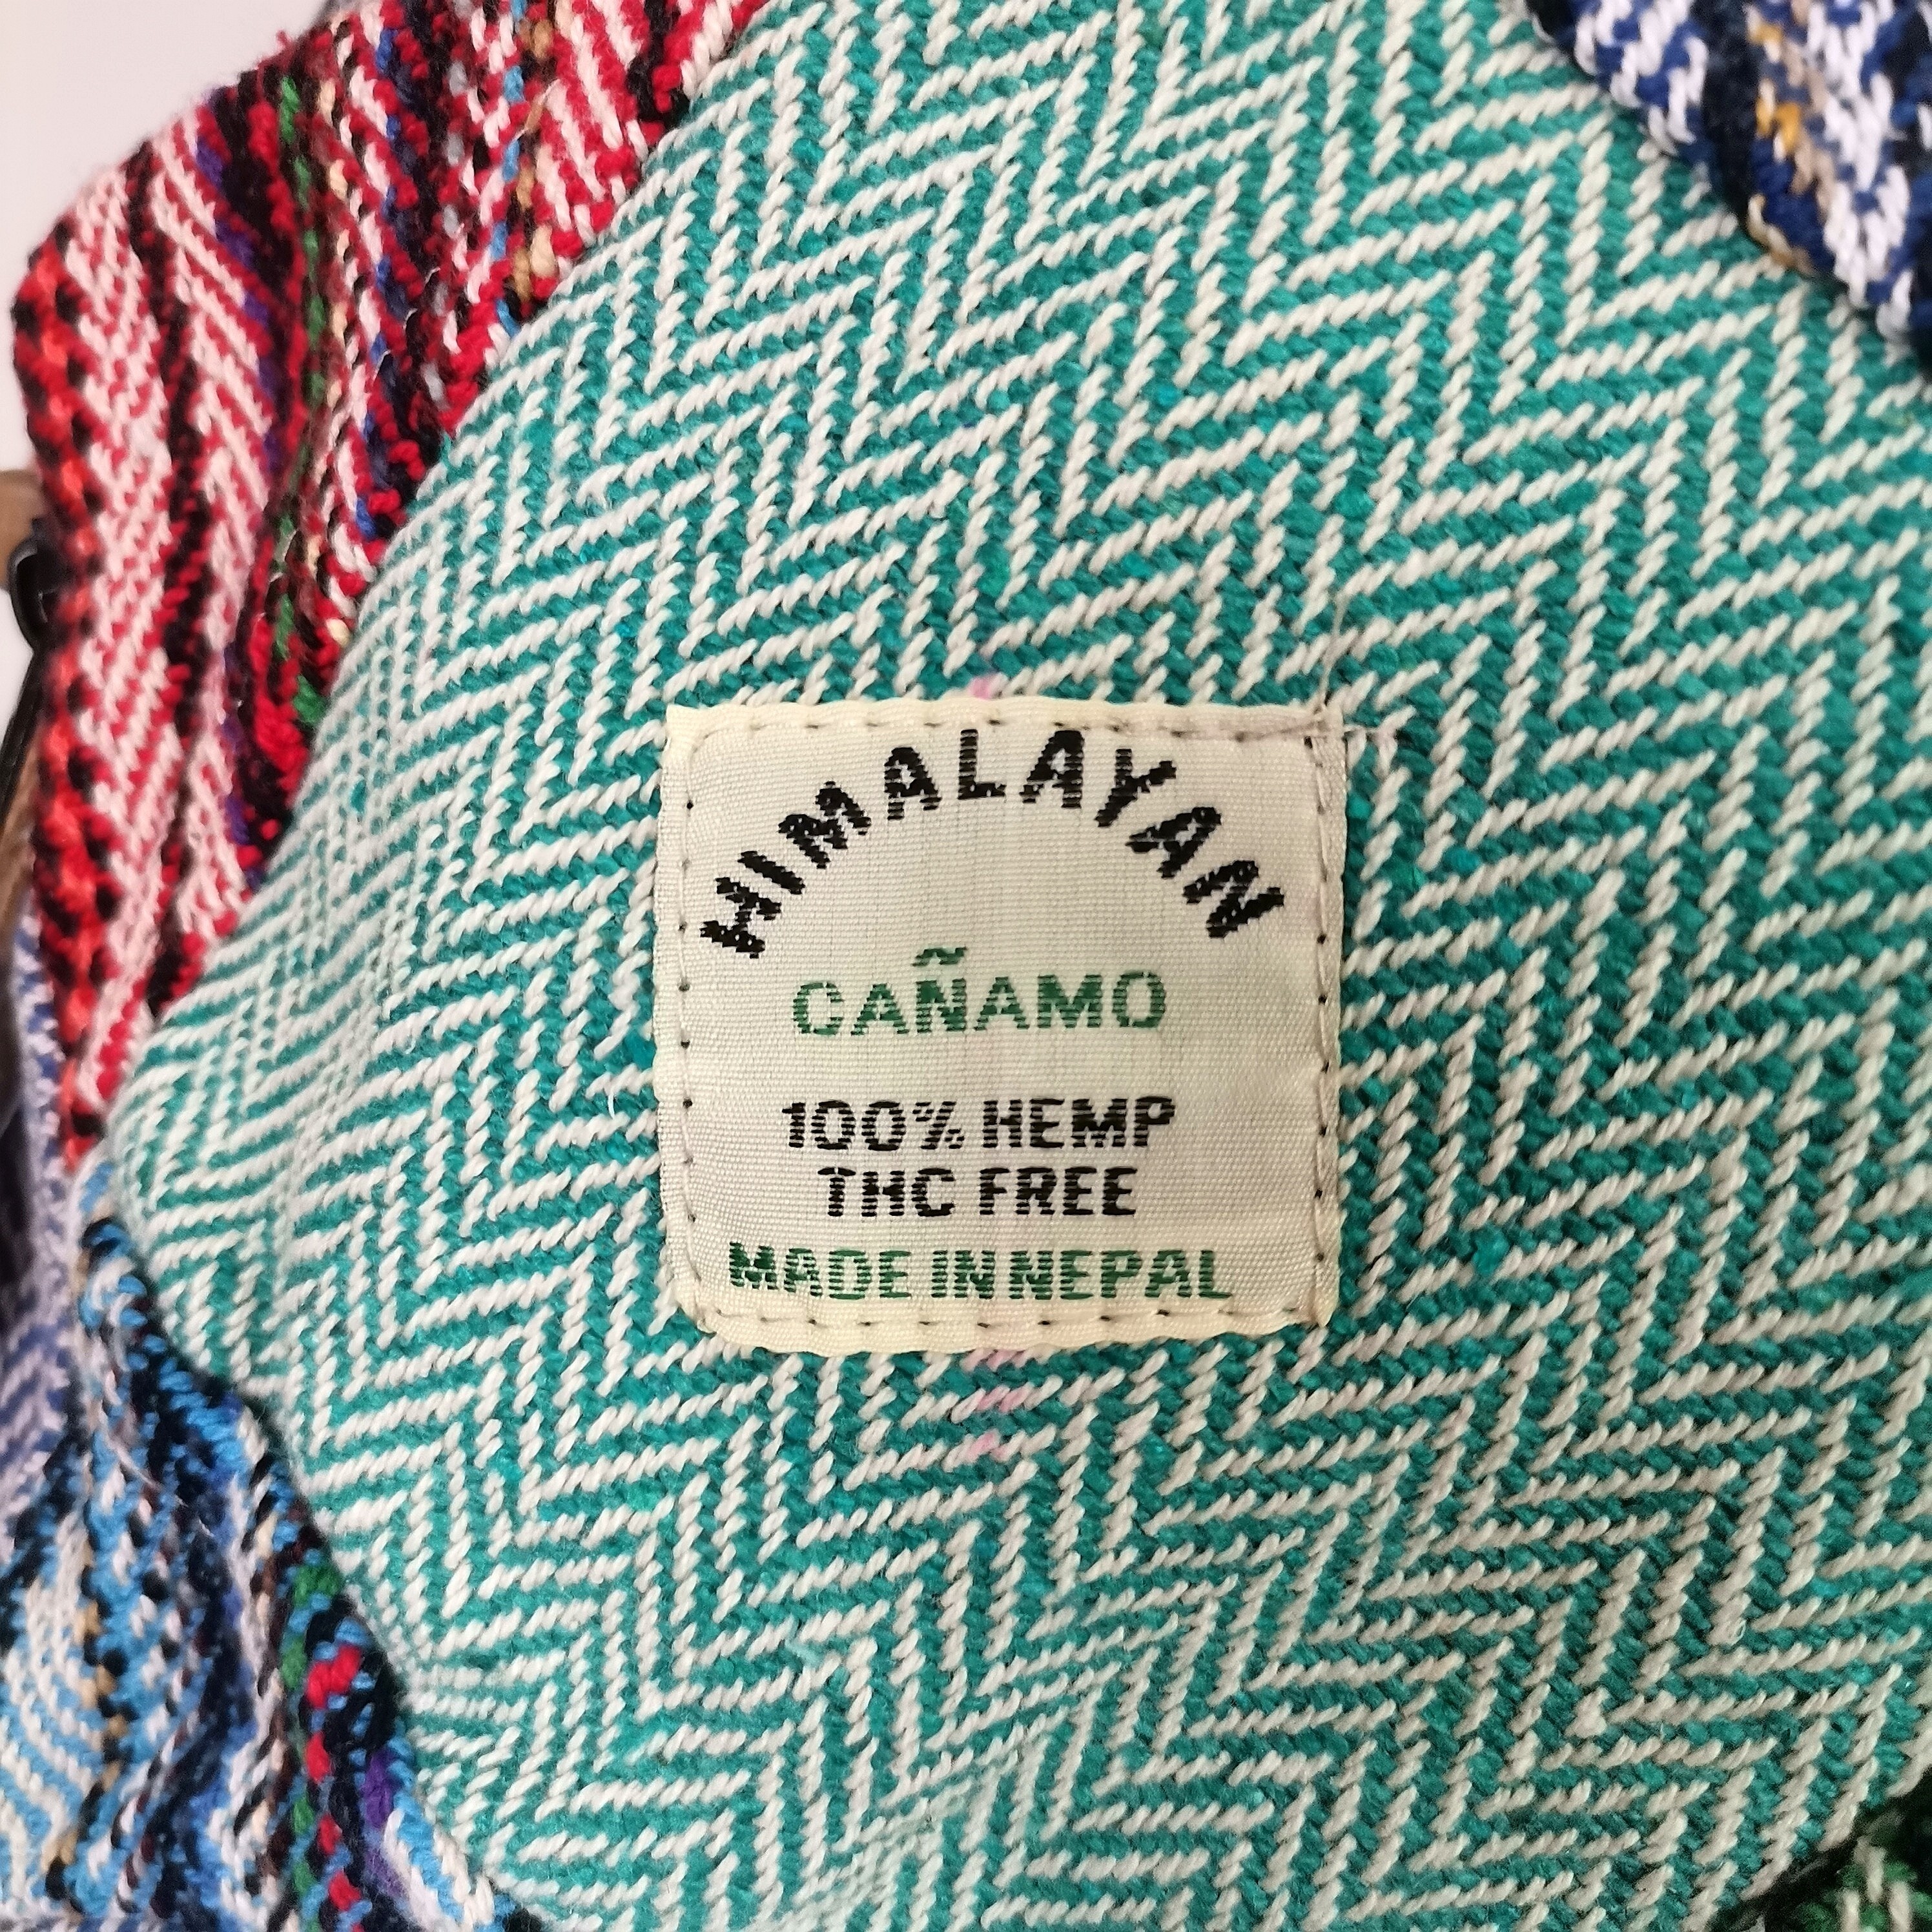 HIMALAYAN
CAÑAMO
100% HEMP
THC FREE
MADE IN NEPAL